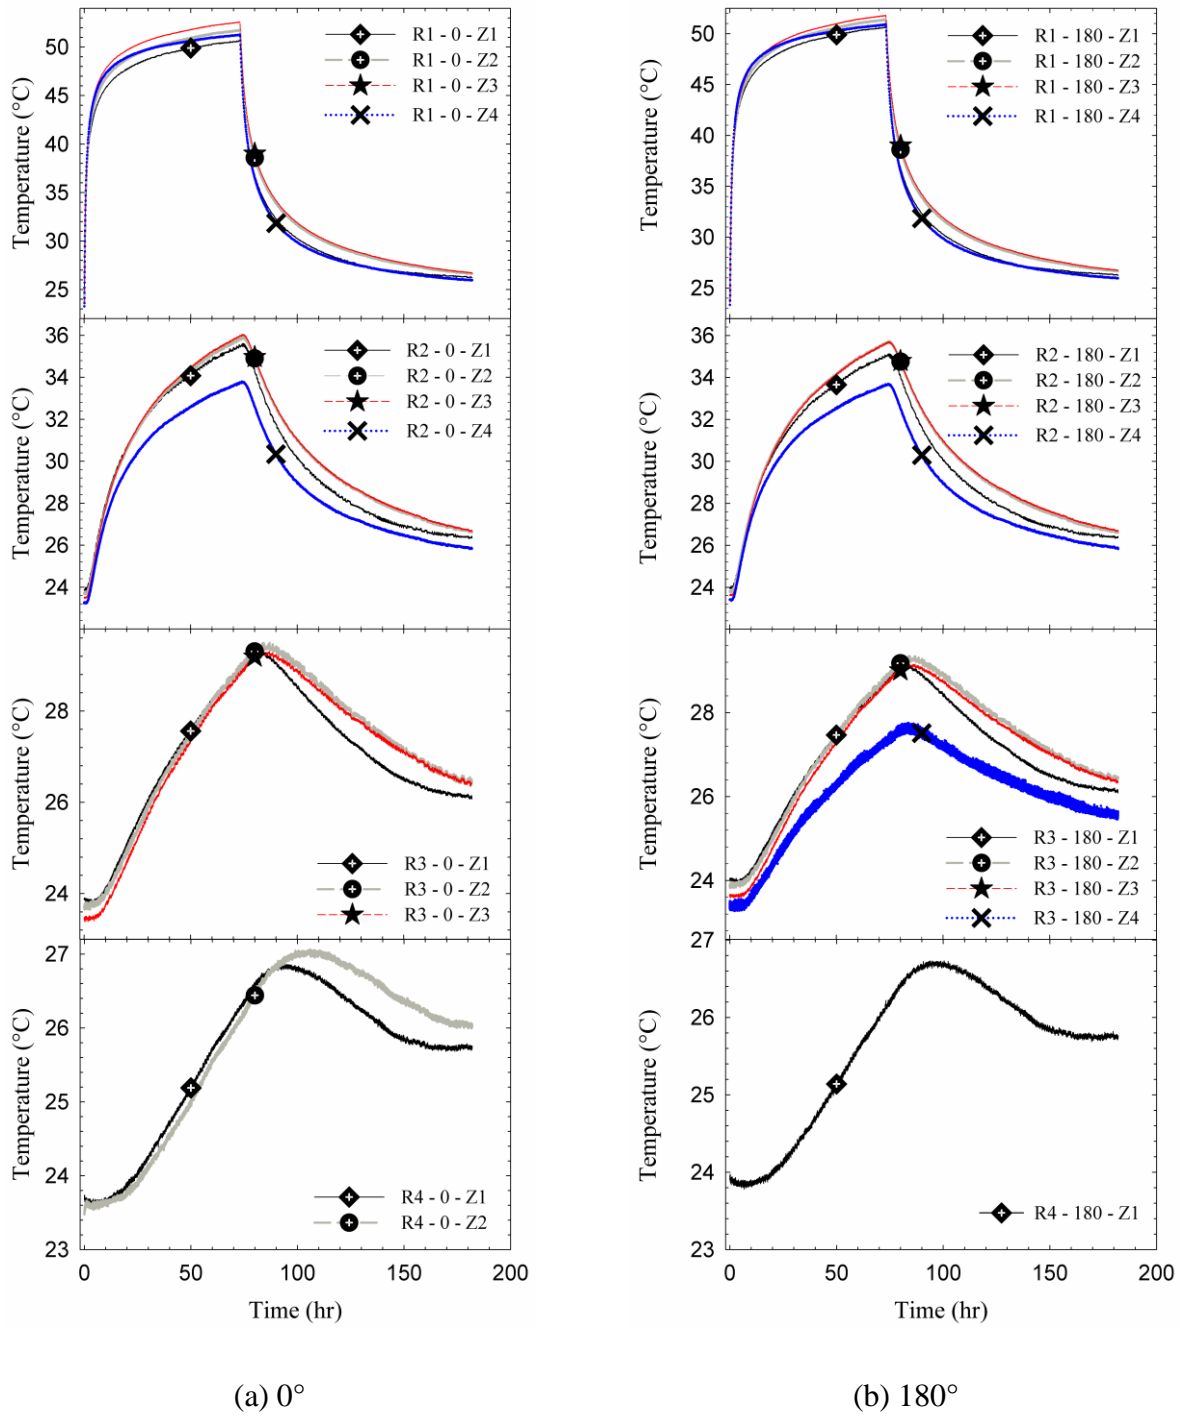 50
45
40
35
30
25
Temperature (°C)
R1 - 0 - Z1
R1 - 0 - Z2
R1 - 0 - Z3
R1 - 0 - Z4
36
34
32
30
28
26
24
Temperature (°C)
R2 - 0 - Z1
R2 - 0 - Z2
R2 - 0 - Z3
R2 - 0 - Z4
28
26
24
Temperature (°C)
R3 - 0 - Z1
R3 - 0 - Z2
R3 - 0 - Z3
27
26
25
24
23
Temperature (°C)
R4 - 0 - Z1
R4 - 0 - Z2
0 50 100 150 200
Time (hr)
(a) 0°
50
45
40
35
30
25
Temperature (°C)
R1 - 180 - Z1
R1 - 180 - Z2
R1 - 180 - Z3
R1 - 180 - Z4
36
34
32
30
28
26
24
Temperature (°C)
R2 - 180 - Z1
R2 - 180 - Z2
R2 - 180 - Z3
R2 - 180 - Z4
28
26
24
Temperature (°C)
R3 - 180 - Z1
R3 - 180 - Z2
R3 - 180 - Z3
R3 - 180 - Z4
27
26
25
24
23
Temperature (°C)
R4 - 180 - Z1
0 50 100 150 200
Time (hr)
(b) 180°